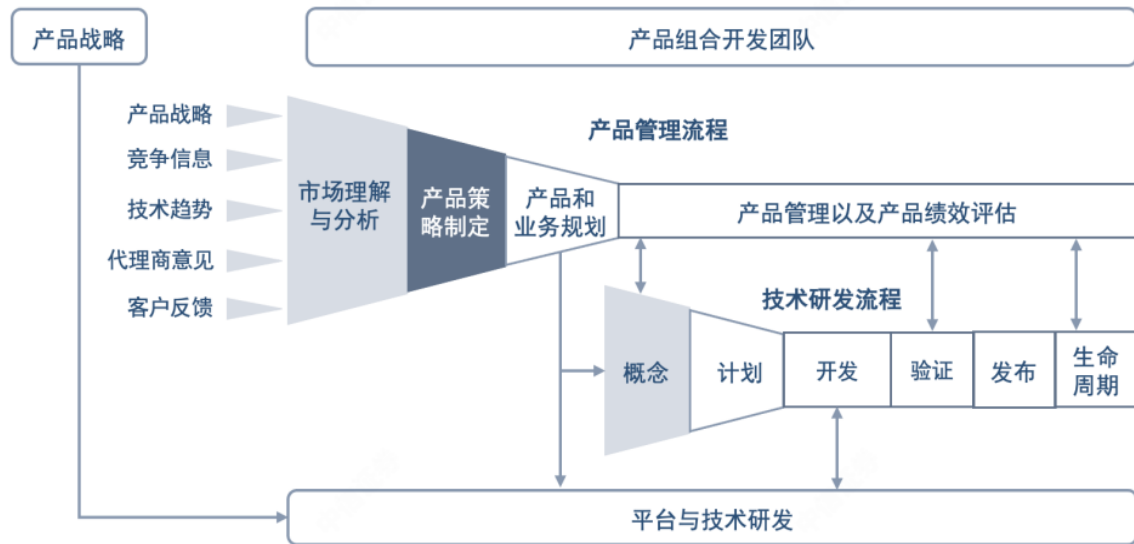 产品战略
产品组合开发团队
产品管理流程
产品战略
竞争信息
技术趋势
代理商意见
客户反馈
市场理解
与分析
产品策
略制定
产品和
业务规划
产品管理以及产品绩效评估
技术研发流程
概念
计划
开发
验证
发布
生命
周期
平台与技术研发